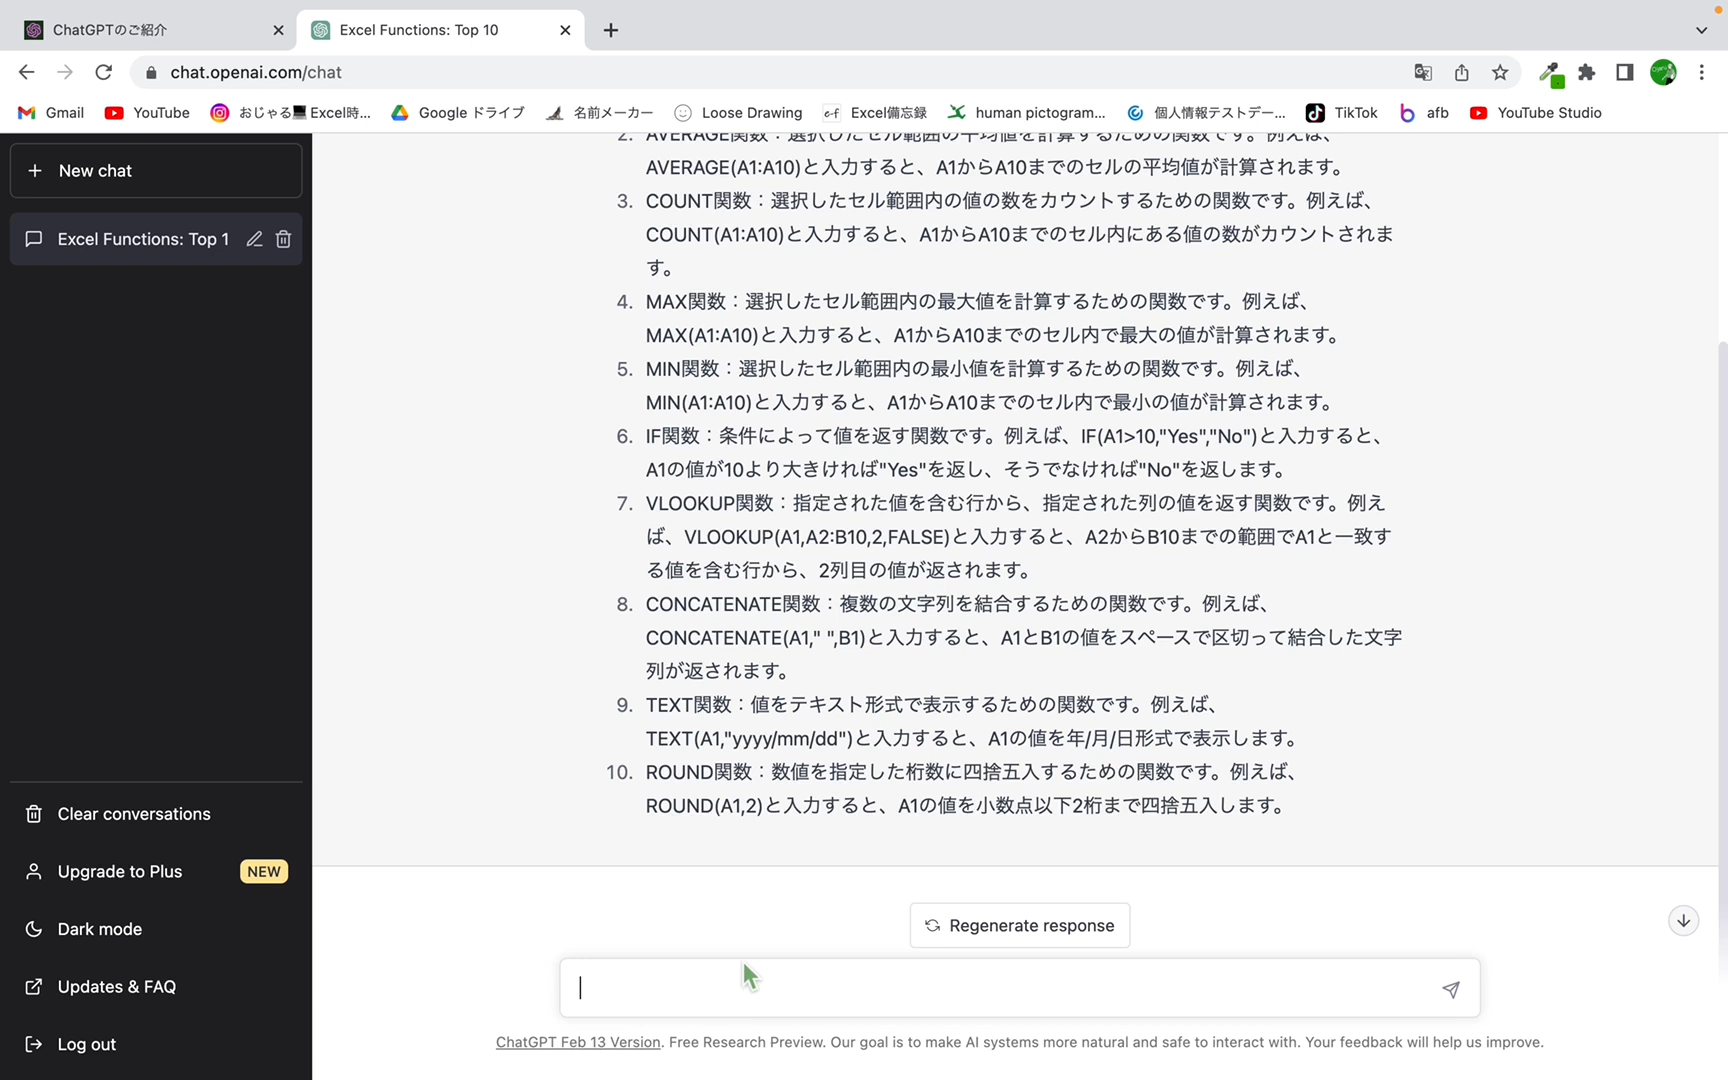 ChatGPTのご紹介
Excel Functions: Top 10
chat.openai.com/chat
Gmail
YouTube
おじゃる💻Excel時...
Google ドライブ
名前メーカー
Loose Drawing
Excel備忘録
human pictogram...
個人情報テストデー...
TikTok
afb
YouTube Studio
New chat
Excel Functions: Top 1
2. AVERAGE関数：選択したセル範囲の平均値を計算するための関数です。例えば、
AVERAGE(A1:A10)と入力すると、A1からA10までのセルの平均値が計算されます。
3. COUNT関数：選択したセル範囲内の値の数をカウントするための関数です。例えば、
COUNT(A1:A10)と入力すると、A1からA10までのセル内にある値の数がカウントされま
す。
4. MAX関数：選択したセル範囲内の最大値を計算するための関数です。例えば、
MAX(A1:A10)と入力すると、A1からA10までのセル内で最大の値が計算されます。
5. MIN関数：選択したセル範囲内の最小値を計算するための関数です。例えば、
MIN(A1:A10)と入力すると、A1からA10までのセル内で最小の値が計算されます。
6. IF関数：条件によって値を返す関数です。例えば、IF(A1>10,"Yes","No")と入力すると、
A1の値が10より大きければ"Yes"を返し、そうでなければ"No"を返します。
7. VLOOKUP関数：指定された値を含む行から、指定された列の値を返す関数です。例え
ば、VLOOKUP(A1,A2:B10,2,FALSE)と入力すると、A2からB10までの範囲でA1と一致す
る値を含む行から、2列目の値が返されます。
8. CONCATENATE関数：複数の文字列を結合するための関数です。例えば、
CONCATENATE(A1," ",B1)と入力すると、A1とB1の値をスペースで区切って結合した文字
列が返されます。
9. TEXT関数：値をテキスト形式で表示するための関数です。例えば、
TEXT(A1,"yyyy/mm/dd")と入力すると、A1の値を年/月/日形式で表示します。
10. ROUND関数：数値を指定した桁数に四捨五入するための関数です。例えば、
ROUND(A1,2)と入力すると、A1の値を小数点以下2桁まで四捨五入します。
Clear conversations
Upgrade to Plus
NEW
Dark mode
Updates & FAQ
Log out
Regenerate response
ChatGPT Feb 13 Version. Free Research Preview. Our goal is to make AI systems more natural and safe to interact with. Your feedback will help us improve.